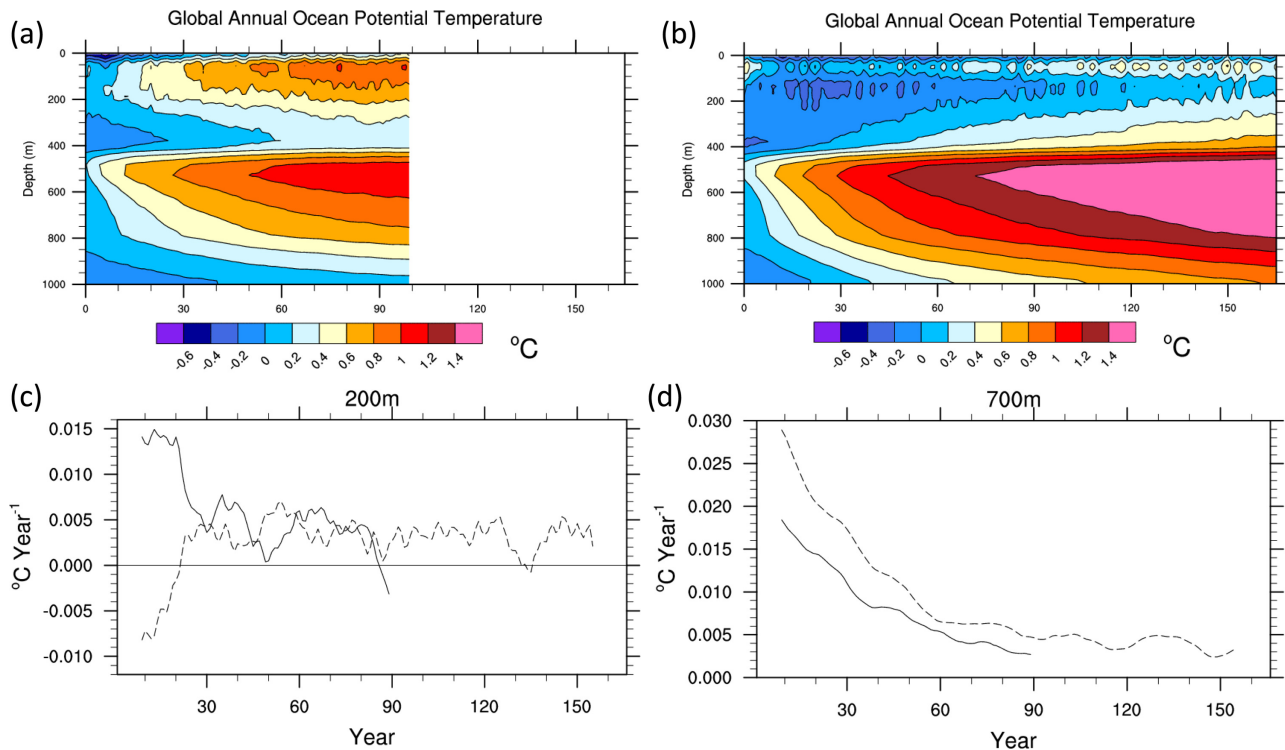 (a)
Global Annual Ocean Potential Temperature
Depth (m)
0
200
400
600
800
1000
0 30 60 90 120 150
-0.6 -0.4 -0.2 0 0.2 0.4 0.6 0.8 1 1.2 1.4
°C
(b)
Global Annual Ocean Potential Temperature
Depth (m)
0
200
400
600
800
1000
0 30 60 90 120 150
-0.6 -0.4 -0.2 0 0.2 0.4 0.6 0.8 1 1.2 1.4
°C
(c)
200m
°C Year⁻¹
0.015
0.010
0.005
0.000
-0.005
-0.010
30 60 90 120 150
Year
(d)
700m
°C Year⁻¹
0.030
0.025
0.020
0.015
0.010
0.005
0.000
30 60 90 120 150
Year